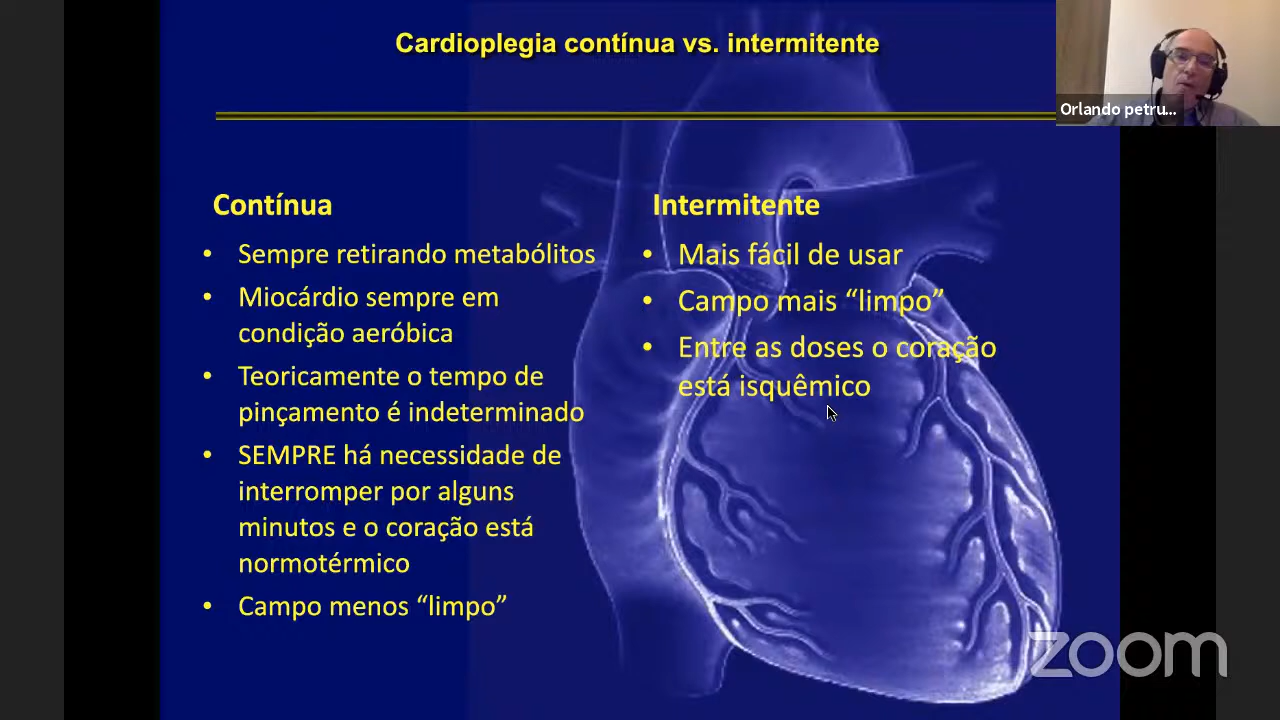 Cardioplegia contínua vs. intermitente
Orlando petru...
Contínua
• Sempre retirando metabólitos
• Miocárdio sempre em
condição aeróbica
• Teoricamente o tempo de
pinçamento é indeterminado
• SEMPRE há necessidade de
interromper por alguns
minutos e o coração está
normotérmico
• Campo menos “limpo”
Intermitente
• Mais fácil de usar
• Campo mais “limpo”
• Entre as doses o coração
está isquêmico
zoom